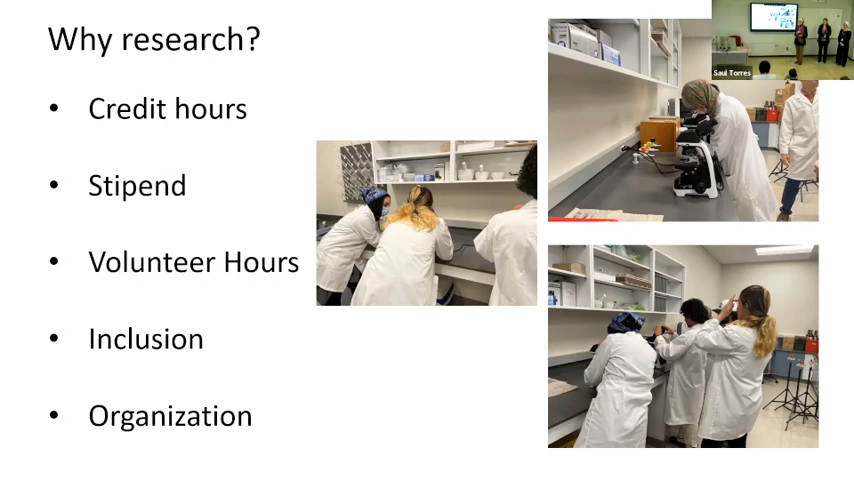 Why research?
• Credit hours
• Stipend
• Volunteer Hours
• Inclusion
• Organization
Saul Torres